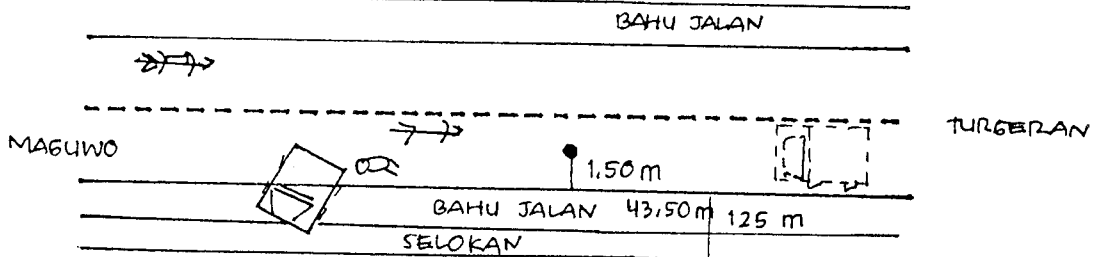 BAHU JALAN
MAGUWO
TURGERAN
1,50 m
BAHU JALAN 43,50 m 125 m
SELOKAN